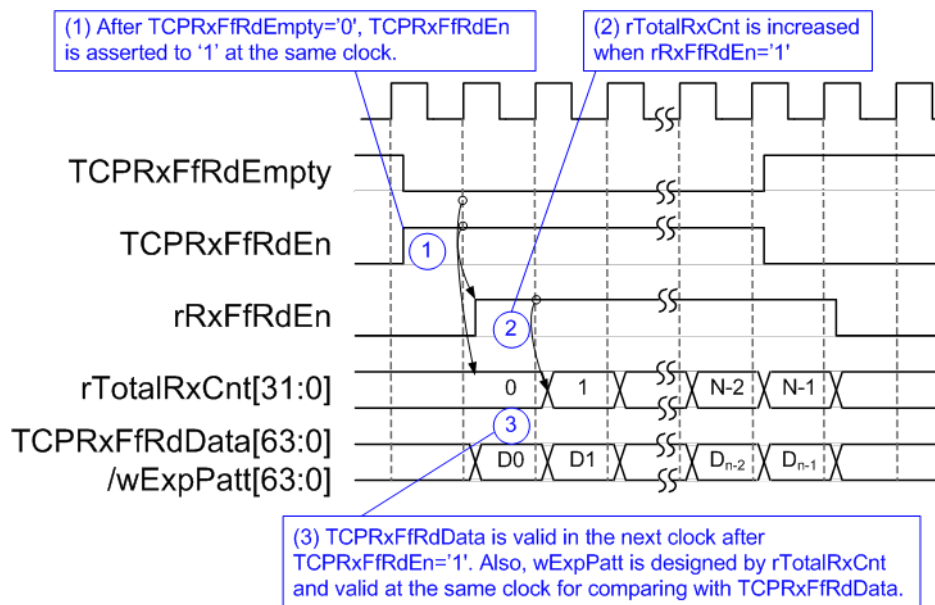 (1) After TCPRxFfRdEmpty=’0’, TCPRxFfRdEn
is asserted to ‘1’ at the same clock.
(2) rTotalRxCnt is increased
when rRxFfRdEn=’1’
TCPRxFfRdEmpty
TCPRxFfRdEn
1
rRxFfRdEn
2
rTotalRxCnt[31:0]
0
1
N-2
N-1
3
TCPRxFfRdData[63:0]
/wExpPatt[63:0]
D0
D1
Dn-2
Dn-1
(3) TCPRxFfRdData is valid in the next clock after
TCPRxFfRdEn=’1’. Also, wExpPatt is designed by rTotalRxCnt
and valid at the same clock for comparing with TCPRxFfRdData.